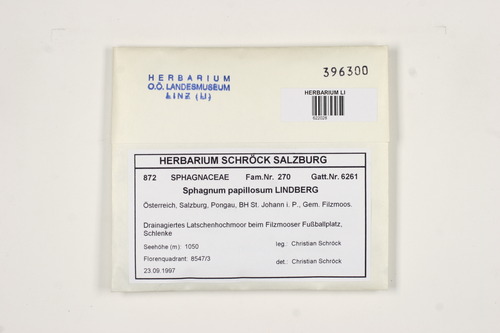 HERBARIUM
O.Ö. LANDESMUSEUM
LINZ (LI)
396300
HERBARIUM LI
HERBARIUM SCHRÖCK SALZBURG
872 SPHAGNACEAE Fam.Nr. 270 Gatt.Nr. 6261
Sphagnum papillosum LINDBERG
Österreich, Salzburg, Pongau, BH St. Johann i. P., Gem. Filzmoos.
Drainagiertes Latschenhochmoor beim Filzmooser Fußballplatz,
Schlenke
Seehöhe (m): 1050 leg.: Christian Schröck
Florenquadrant: 8547/3 det.: Christian Schröck
23.09.1997